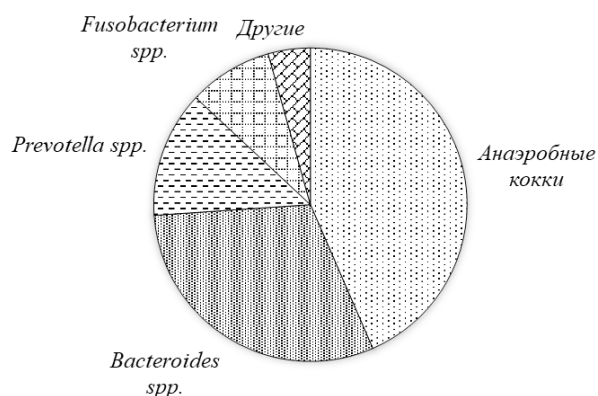 Fusobacterium
spp.
Другие
Prevotella spp.
Анаэробные
кокки
Bacteroides
spp.